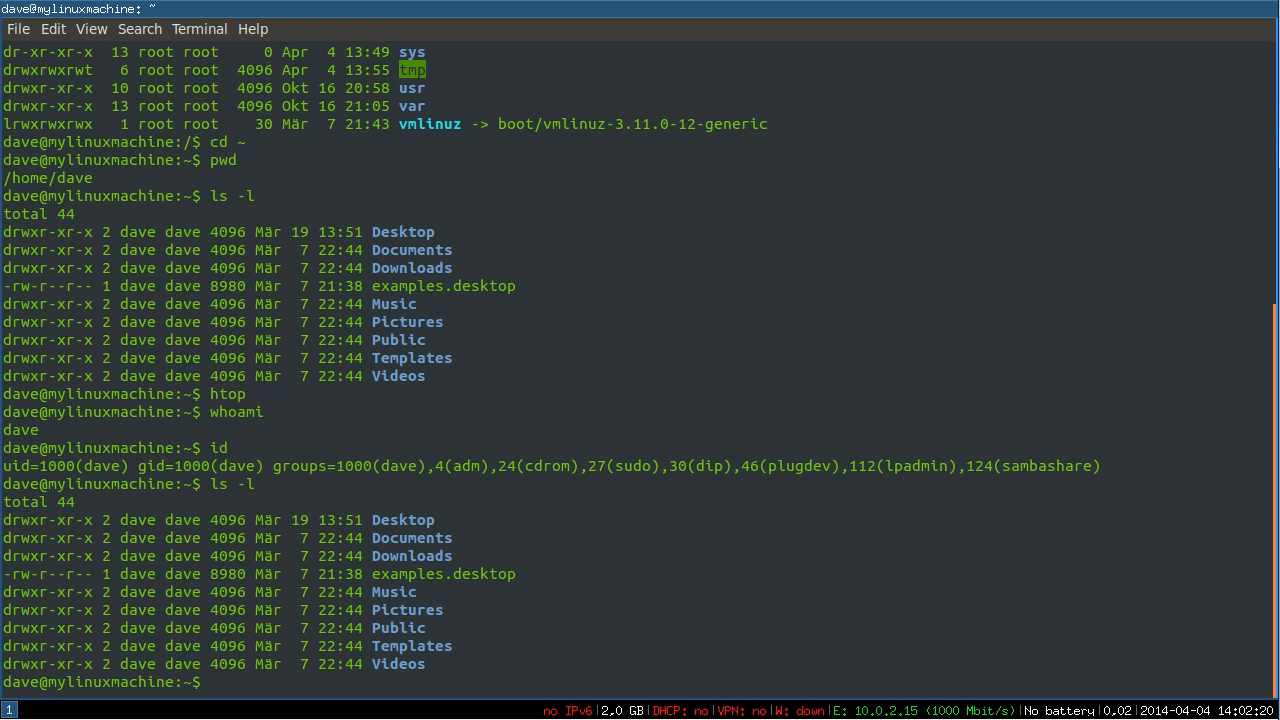 dave@mylinuxmachine: ~
File Edit View Search Terminal Help
dr-xr-xr-x  13 root root     0 Apr  4 13:49 sys
drwxrwxrwt   6 root root  4096 Apr  4 13:55 tmp
drwxr-xr-x  10 root root  4096 Okt 16 20:58 usr
drwxr-xr-x  13 root root  4096 Okt 16 21:05 var
lrwxrwxrwx   1 root root    30 Mär  7 21:43 vmlinuz -> boot/vmlinuz-3.11.0-12-generic
dave@mylinuxmachine:/$ cd ~
dave@mylinuxmachine:~$ pwd
/home/dave
dave@mylinuxmachine:~$ ls -l
total 44
drwxr-xr-x 2 dave dave 4096 Mär 19 13:51 Desktop
drwxr-xr-x 2 dave dave 4096 Mär  7 22:44 Documents
drwxr-xr-x 2 dave dave 4096 Mär  7 22:44 Downloads
-rw-r--r-- 1 dave dave 8980 Mär  7 21:38 examples.desktop
drwxr-xr-x 2 dave dave 4096 Mär  7 22:44 Music
drwxr-xr-x 2 dave dave 4096 Mär  7 22:44 Pictures
drwxr-xr-x 2 dave dave 4096 Mär  7 22:44 Public
drwxr-xr-x 2 dave dave 4096 Mär  7 22:44 Templates
drwxr-xr-x 2 dave dave 4096 Mär  7 22:44 Videos
dave@mylinuxmachine:~$ htop
dave@mylinuxmachine:~$ whoami
dave
dave@mylinuxmachine:~$ id
uid=1000(dave) gid=1000(dave) groups=1000(dave),4(adm),24(cdrom),27(sudo),30(dip),46(plugdev),112(lpadmin),124(sambashare)
dave@mylinuxmachine:~$ ls -l
total 44
drwxr-xr-x 2 dave dave 4096 Mär 19 13:51 Desktop
drwxr-xr-x 2 dave dave 4096 Mär  7 22:44 Documents
drwxr-xr-x 2 dave dave 4096 Mär  7 22:44 Downloads
-rw-r--r-- 1 dave dave 8980 Mär  7 21:38 examples.desktop
drwxr-xr-x 2 dave dave 4096 Mär  7 22:44 Music
drwxr-xr-x 2 dave dave 4096 Mär  7 22:44 Pictures
drwxr-xr-x 2 dave dave 4096 Mär  7 22:44 Public
drwxr-xr-x 2 dave dave 4096 Mär  7 22:44 Templates
drwxr-xr-x 2 dave dave 4096 Mär  7 22:44 Videos
dave@mylinuxmachine:~$
1 no IPv6|2,0 GB|DHCP: no|VPN: no|W: down|E: 10.0.2.15 (1000 Mbit/s)|No battery|0,02|2014-04-04 14:02:20